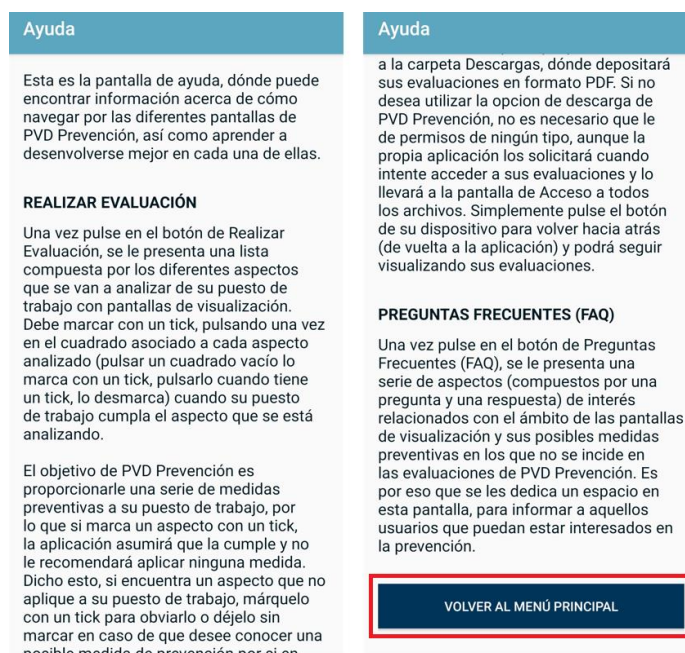 Ayuda
Esta es la pantalla de ayuda, dónde puede
encontrar información acerca de cómo
navegar por las diferentes pantallas de
PVD Prevención, así como aprender a
desenvolverse mejor en cada una de ellas.
REALIZAR EVALUACIÓN
Una vez pulse en el botón de Realizar
Evaluación, se le presenta una lista
compuesta por los diferentes aspectos
que se van a analizar de su puesto de
trabajo con pantallas de visualización.
Debe marcar con un tick, pulsando una vez
en el cuadrado asociado a cada aspecto
analizado (pulsar un cuadrado vacío lo
marca con un tick, pulsarlo cuando tiene
un tick, lo desmarca) cuando su puesto
de trabajo cumpla el aspecto que se está
analizando.
El objetivo de PVD Prevención es
proporcionarle una serie de medidas
preventivas a su puesto de trabajo, por
lo que si marca un aspecto con un tick,
la aplicación asumirá que la cumple y no
le recomendará aplicar ninguna medida.
Dicho esto, si encuentra un aspecto que no
aplique a su puesto de trabajo, márquelo
con un tick para obviarlo o déjelo sin
marcar en caso de que desee conocer una
posible medida de prevención por si en
Ayuda
a la carpeta Descargas, dónde depositará
sus evaluaciones en formato PDF. Si no
desea utilizar la opcion de descarga de
PVD Prevención, no es necesario que le
de permisos de ningún tipo, aunque la
propia aplicación los solicitará cuando
intente acceder a sus evaluaciones y lo
llevará a la pantalla de Acceso a todos
los archivos. Simplemente pulse el botón
de su dispositivo para volver hacia atrás
(de vuelta a la aplicación) y podrá seguir
visualizando sus evaluaciones.
PREGUNTAS FRECUENTES (FAQ)
Una vez pulse en el botón de Preguntas
Frecuentes (FAQ), se le presenta una
serie de aspectos (compuestos por una
pregunta y una respuesta) de interés
relacionados con el ámbito de las pantallas
de visualización y sus posibles medidas
preventivas en los que no se incide en
las evaluaciones de PVD Prevención. Es
por eso que se les dedica un espacio en
esta pantalla, para informar a aquellos
usuarios que puedan estar interesados en
la prevención.
VOLVER AL MENÚ PRINCIPAL